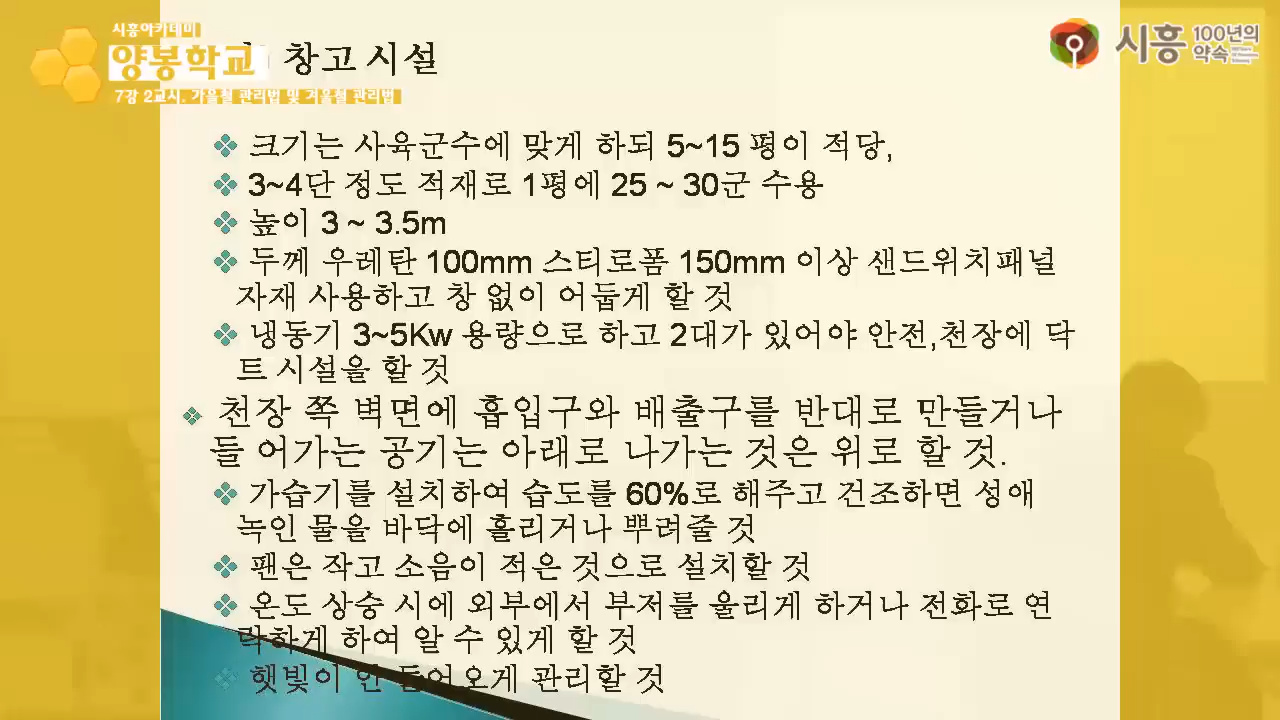 시흥아카데미
양봉학교
창고 시설
7강 2교시. 가을철 관리법 및 겨울철 관리법
시흥 100년의
약속
크기는 사육군수에 맞게 하되 5~15 평이 적당,
3~4단 정도 적재로 1평에 25 ~ 30군 수용
높이 3 ~ 3.5m
두께 우레탄 100mm 스티로폼 150mm 이상 샌드위치패널
자재 사용하고 창 없이 어둡게 할 것
냉동기 3~5Kw 용량으로 하고 2대가 있어야 안전,천장에 닥
트 시설을 할 것
천장 쪽 벽면에 흡입구와 배출구를 반대로 만들거나
들 어가는 공기는 아래로 나가는 것은 위로 할 것.
가습기를 설치하여 습도를 60%로 해주고 건조하면 성애
녹인 물을 바닥에 흘리거나 뿌려줄 것
팬은 작고 소음이 적은 것으로 설치할 것
온도 상승 시에 외부에서 부저를 울리게 하거나 전화로 연
락하게 하여 알 수 있게 할 것
햇빛이 안 들어오게 관리할 것